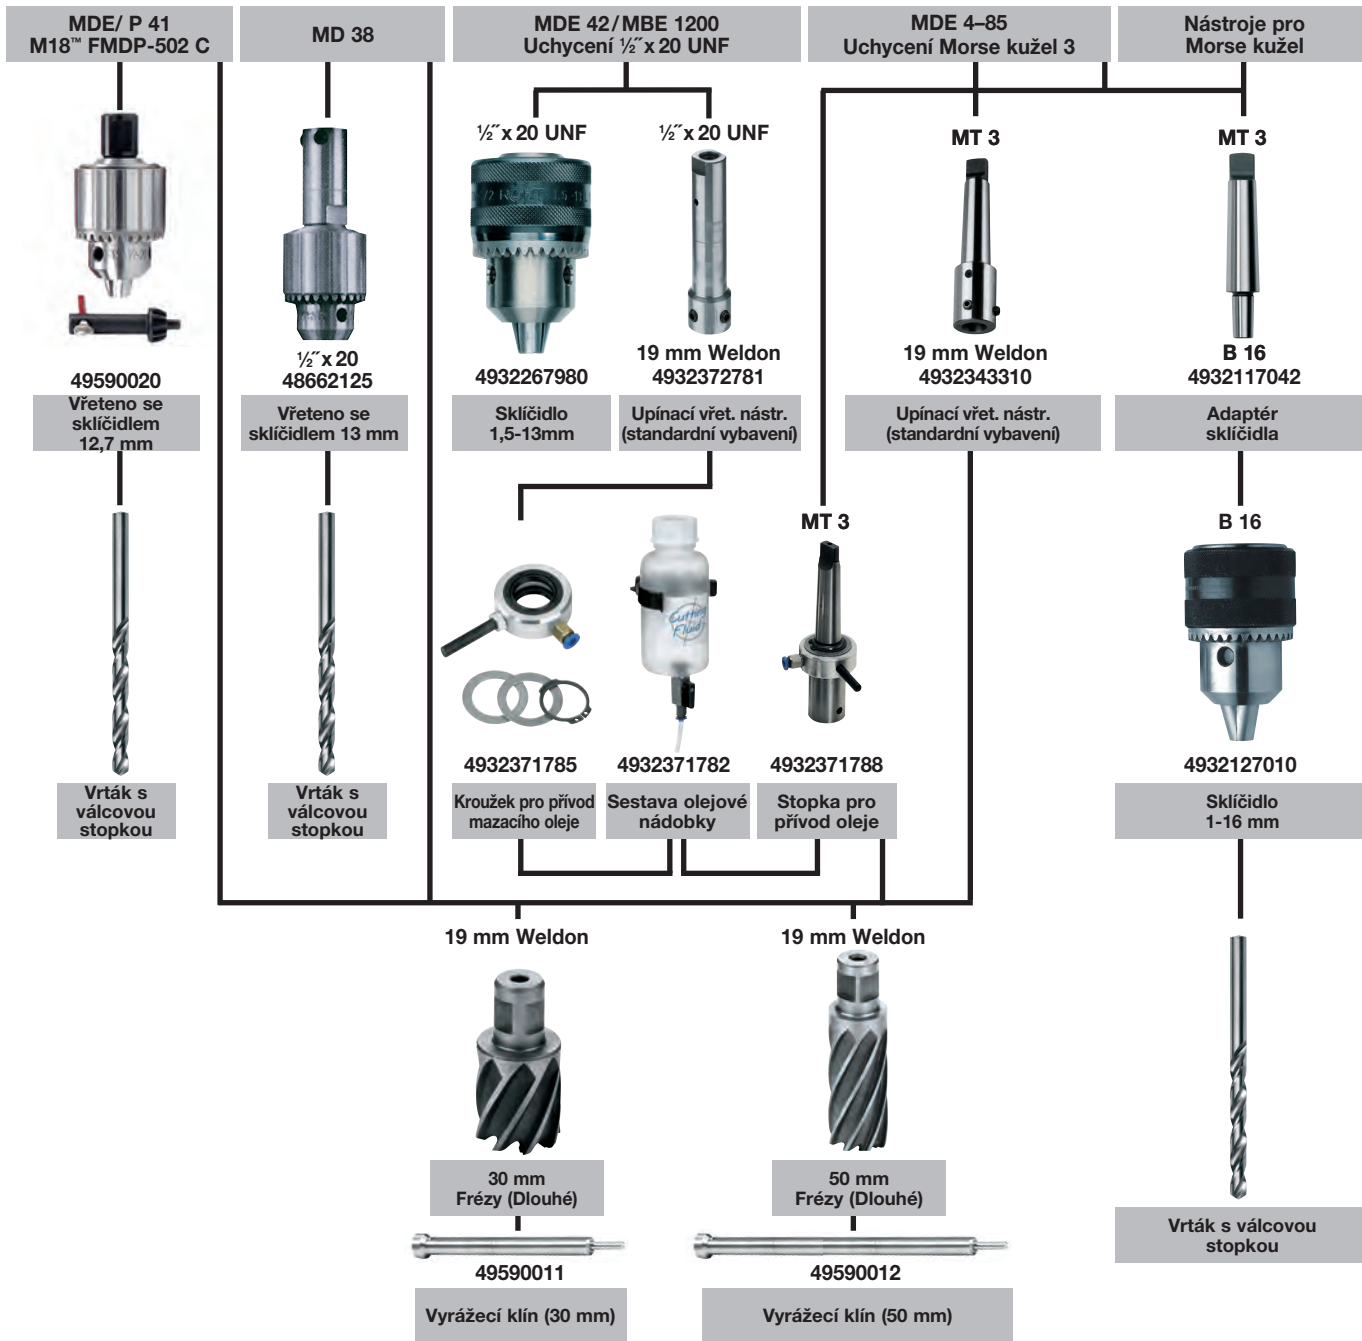 MDE/ P 41
M18™ FMDP-502 C
MD 38
MDE 42/MBE 1200
Uchycení ½˝x 20 UNF
MDE 4–85
Uchycení Morse kužel 3
Nástroje pro
Morse kužel
½˝x 20 UNF
½˝x 20 UNF
MT 3
MT 3
½˝x 20
19 mm Weldon
19 mm Weldon
B 16
49590020
48662125
4932267980
4932372781
4932343310
4932117042
Vřeteno se
sklíčidlem
12,7 mm
Vřeteno se
sklíčidlem 13 mm
Sklíčidlo
1,5-13mm
Upínací vřet. nástr.
(standardní vybavení)
Upínací vřet. nástr.
(standardní vybavení)
Adaptér
sklíčidla
MT 3
B 16
Cutting
Fluid
4932371785
4932371782
4932371788
4932127010
Vrták s
válcovou
stopkou
Vrták s
válcovou
stopkou
Kroužek pro přívod
mazacího oleje
Sestava olejové
nádobky
Stopka pro
přívod oleje
Sklíčidlo
1-16 mm
19 mm Weldon
19 mm Weldon
30 mm
Frézy (Dlouhé)
50 mm
Frézy (Dlouhé)
Vrták s válcovou
stopkou
49590011
49590012
Vyrážecí klín (30 mm)
Vyrážecí klín (50 mm)